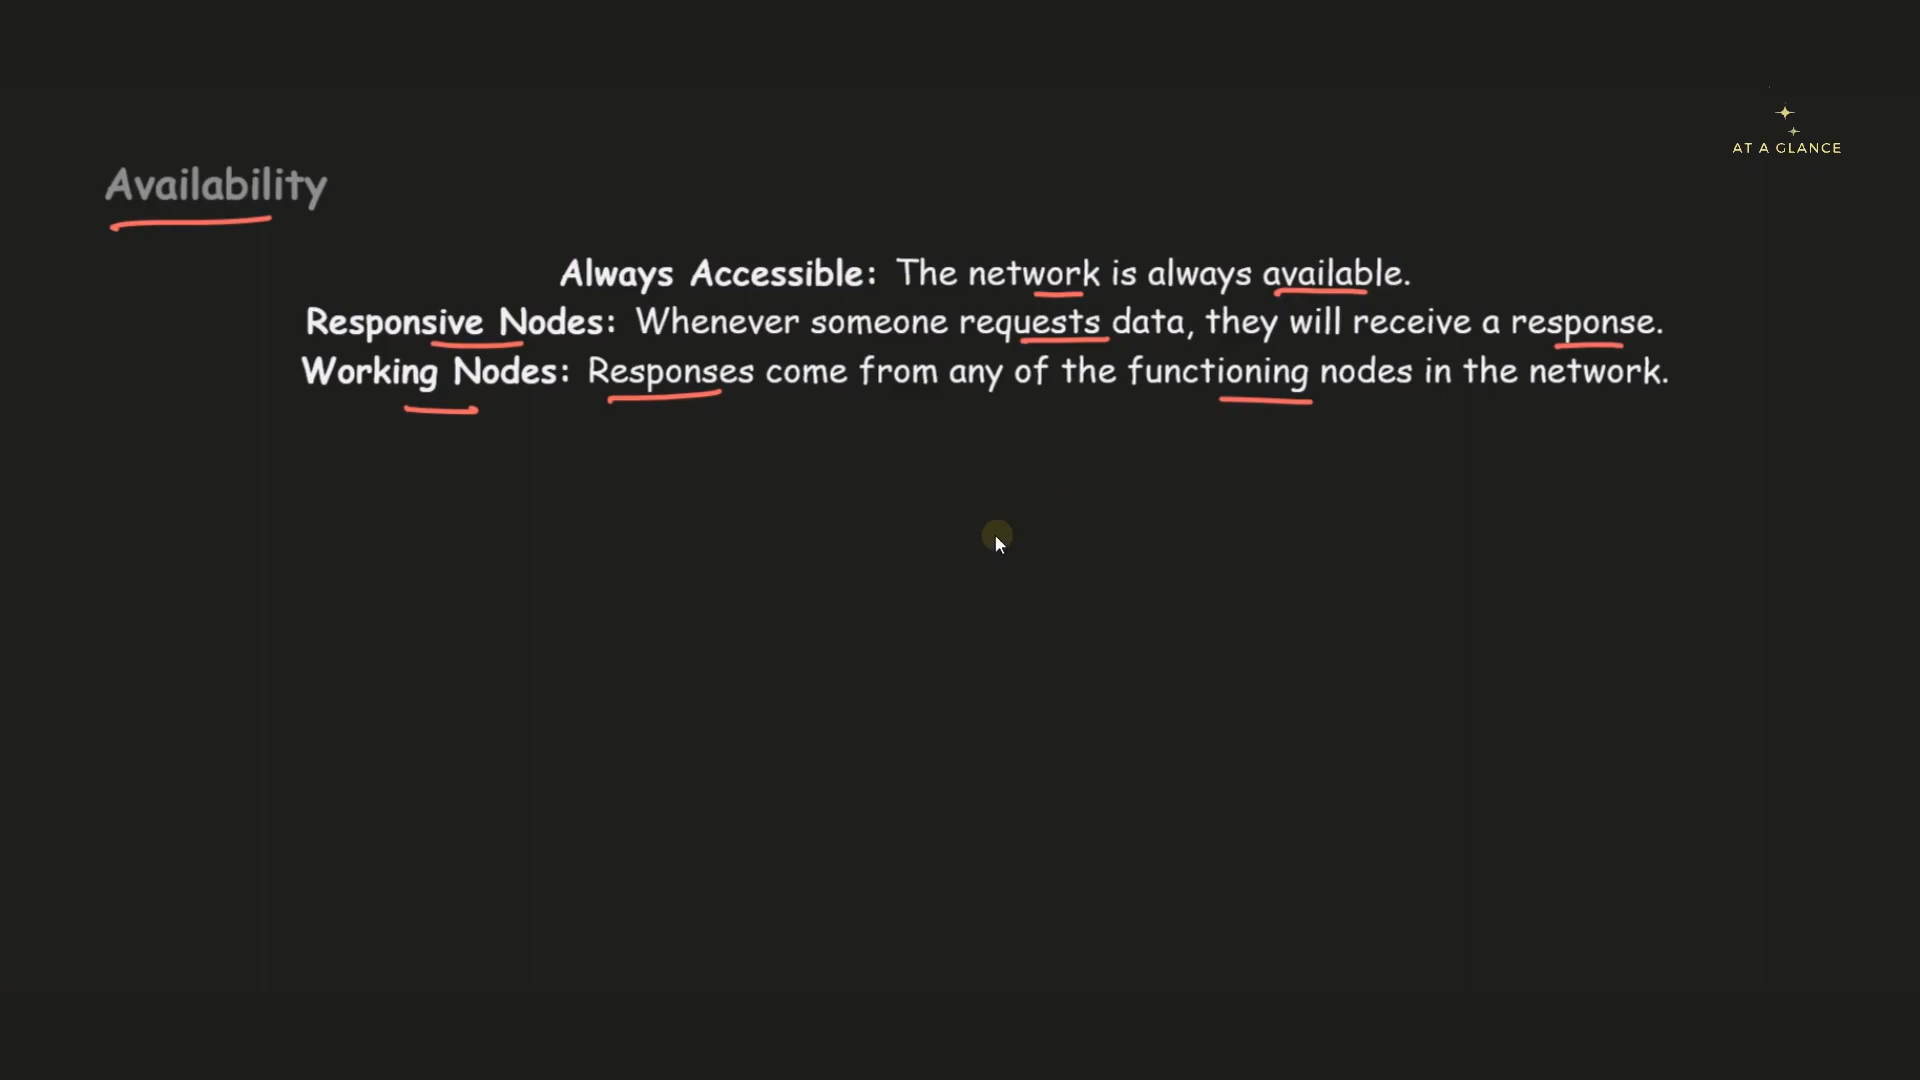 AT A GLANCE
Availability
Always Accessible: The network is always available.
Responsive Nodes: Whenever someone requests data, they will receive a response.
Working Nodes: Responses come from any of the functioning nodes in the network.